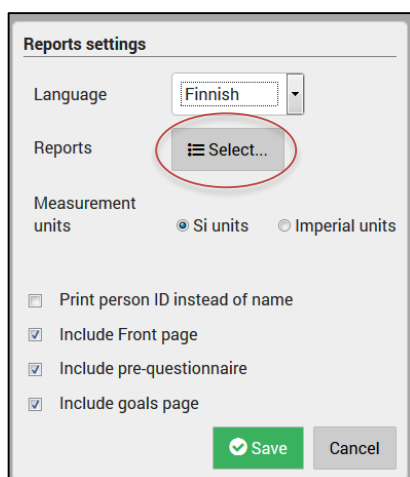 Reports settings
Language Finnish
Reports Select...
Measurement
units Si units Imperial units
Print person ID instead of name
Include Front page
Include pre-questionnaire
Include goals page
Save Cancel